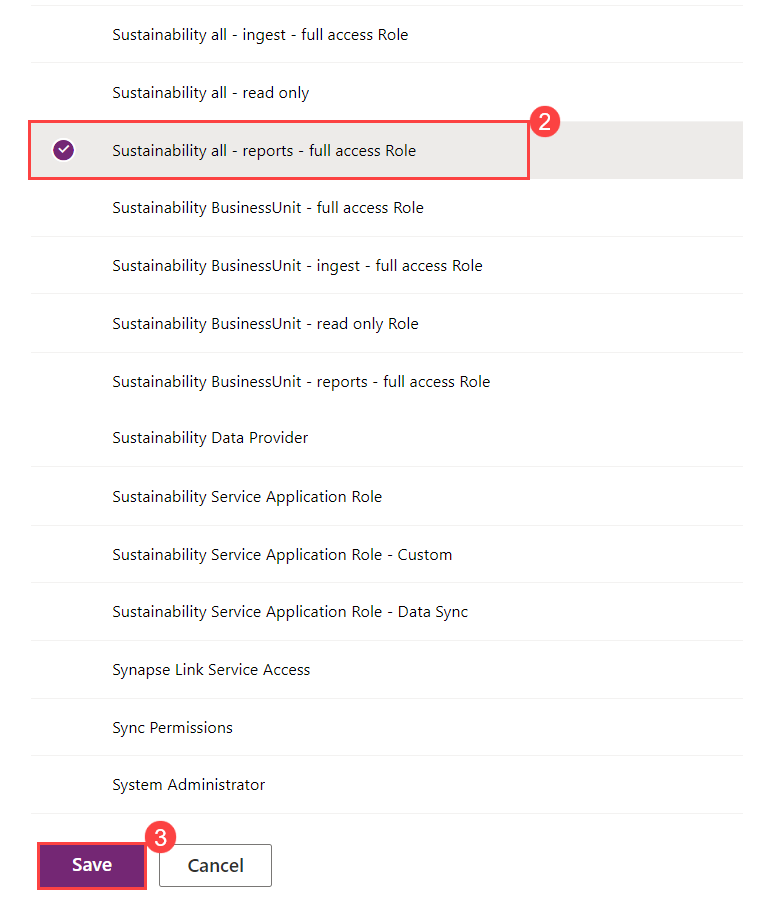 Sustainability all - ingest - full access Role
Sustainability all - read only
2
Sustainability all - reports - full access Role
Sustainability BusinessUnit - full access Role
Sustainability BusinessUnit - ingest - full access Role
Sustainability BusinessUnit - read only Role
Sustainability BusinessUnit - reports - full access Role
Sustainability Data Provider
Sustainability Service Application Role
Sustainability Service Application Role - Custom
Sustainability Service Application Role - Data Sync
Synapse Link Service Access
Sync Permissions
System Administrator
3
Save Cancel